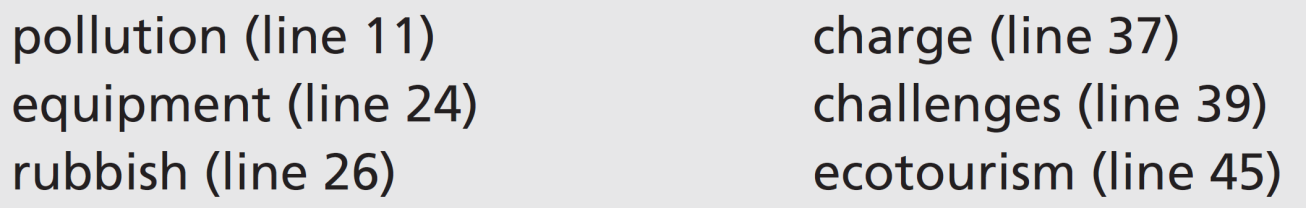 pollution (line 11)
equipment (line 24)
rubbish (line 26)
charge (line 37)
challenges (line 39)
ecotourism (line 45)